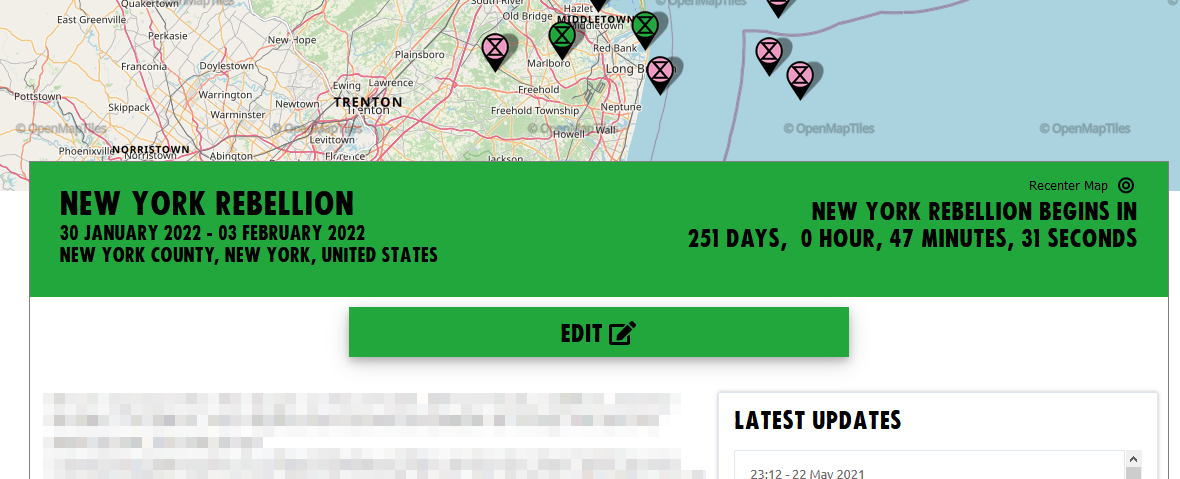 Quakertown
South River
© OpenMapTiles
© OpenMapTiles
© OpenMapTiles
East Greenville
Old Bridge
Hazlet
MIDDLETOWN
Middletown
Perkasie
New Hope
Plainsboro
Red Bank
Franconia
Doylestown
Marlboro
Long B
Pottstown
Warrington
Ewing
Lawrence
Freehold
Skippack
Newtown
TRENTON
Trenton
Freehold Township
Neptune
Warminster
© OpenMapTiles
© OpenMapTiles
© OpenMapTiles
© OpenMapTiles
© OpenMapTiles
Howell
Wall
Levittown
Phoenixville
NORRISTOWN
Norristown
Abington
Florence
Jackson
Recenter Map
NEW YORK REBELLION
30 JANUARY 2022 - 03 FEBRUARY 2022
NEW YORK COUNTY, NEW YORK, UNITED STATES
NEW YORK REBELLION BEGINS IN
251 DAYS, 0 HOUR, 47 MINUTES, 31 SECONDS
EDIT
LATEST UPDATES
23:12 - 22 May 2021